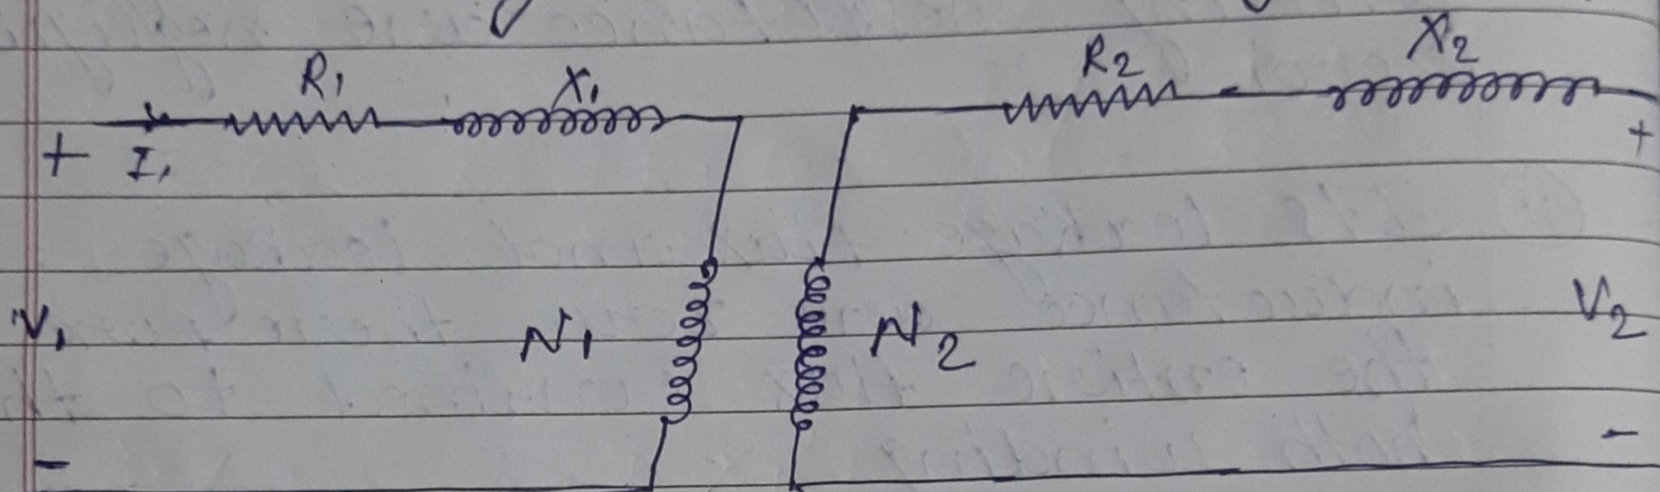 R₁ X₁ R₂ X₂
+ I₁ +
V₁ N₁ N₂ V₂
- -